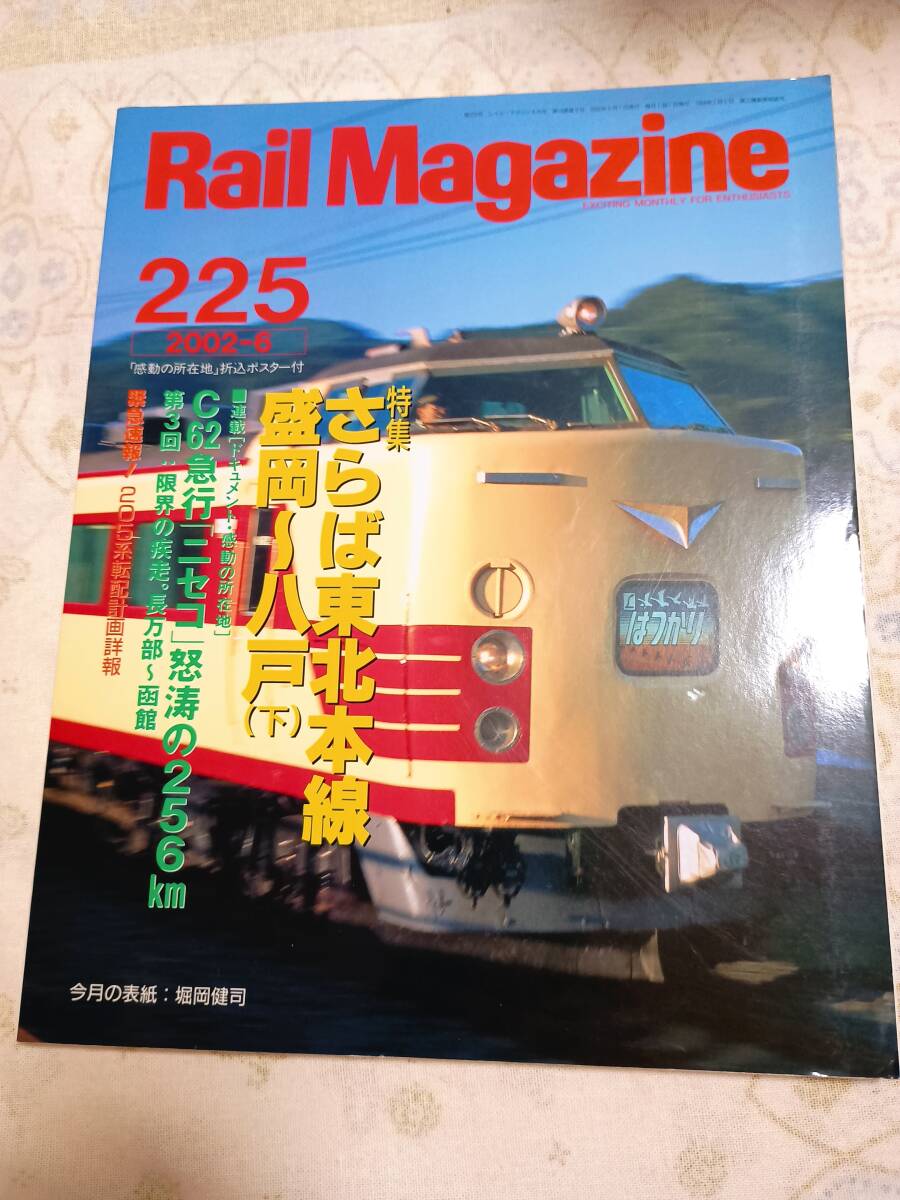 Rail Magazine
EXCITING MONTHLY FOR ENTHUSIASTS
225
2002-6
「感動の所在地」折込ポスター付
特集
さらば東北本線
盛岡〜八戸(下)
■連載[ドキュメント・感動の所在地]
C62急行「ニセコ」怒涛の256km
第3回:限界の疾走。長万部〜函館
緊急速報!205系転配計画詳報
はつかり
今月の表紙:堀岡健司